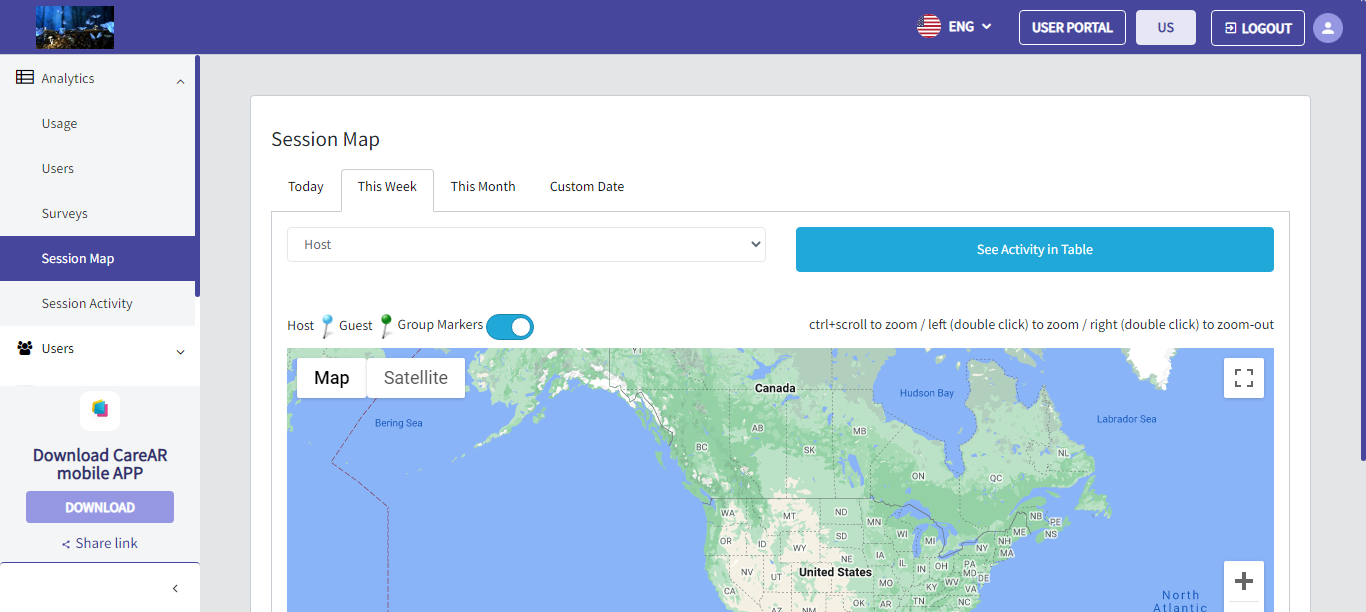 ENG
USER PORTAL
US
LOGOUT
Analytics
Usage
Users
Surveys
Session Map
Session Activity
Users
Download CareAR
mobile APP
DOWNLOAD
Share link
Session Map
Today
This Week
This Month
Custom Date
Host
See Activity in Table
Host
Guest
Group Markers
ctrl+scroll to zoom / left (double click) to zoom / right (double click) to zoom-out
Map
Satellite
YT
Canada
Hudson Bay
Bering Sea
Labrador Sea
AB
MB
BC
SK
NL
ON
QC
WA
MT
ND
MN
NB
PE
NS
ME
OR
ID
SD
WI
MI
NH
NY
MA
WY
NE
IA
IL
IN
OH
PA
MD
DE
NV
UT
United States
MO
KY
WV
VA
CA
AZ
NM
OK
AR
TN
NC
North
Atlantic